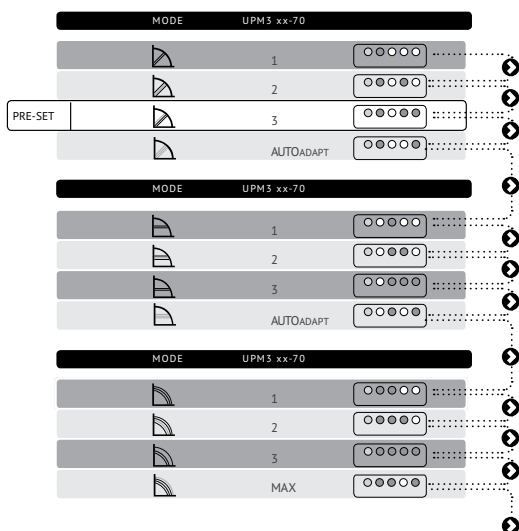 MODE UPM3 xx-70
1
2
PRE-SET 3
AUTOADAPT
MODE UPM3 xx-70
1
2
3
AUTOADAPT
MODE UPM3 xx-70
1
2
3
MAX